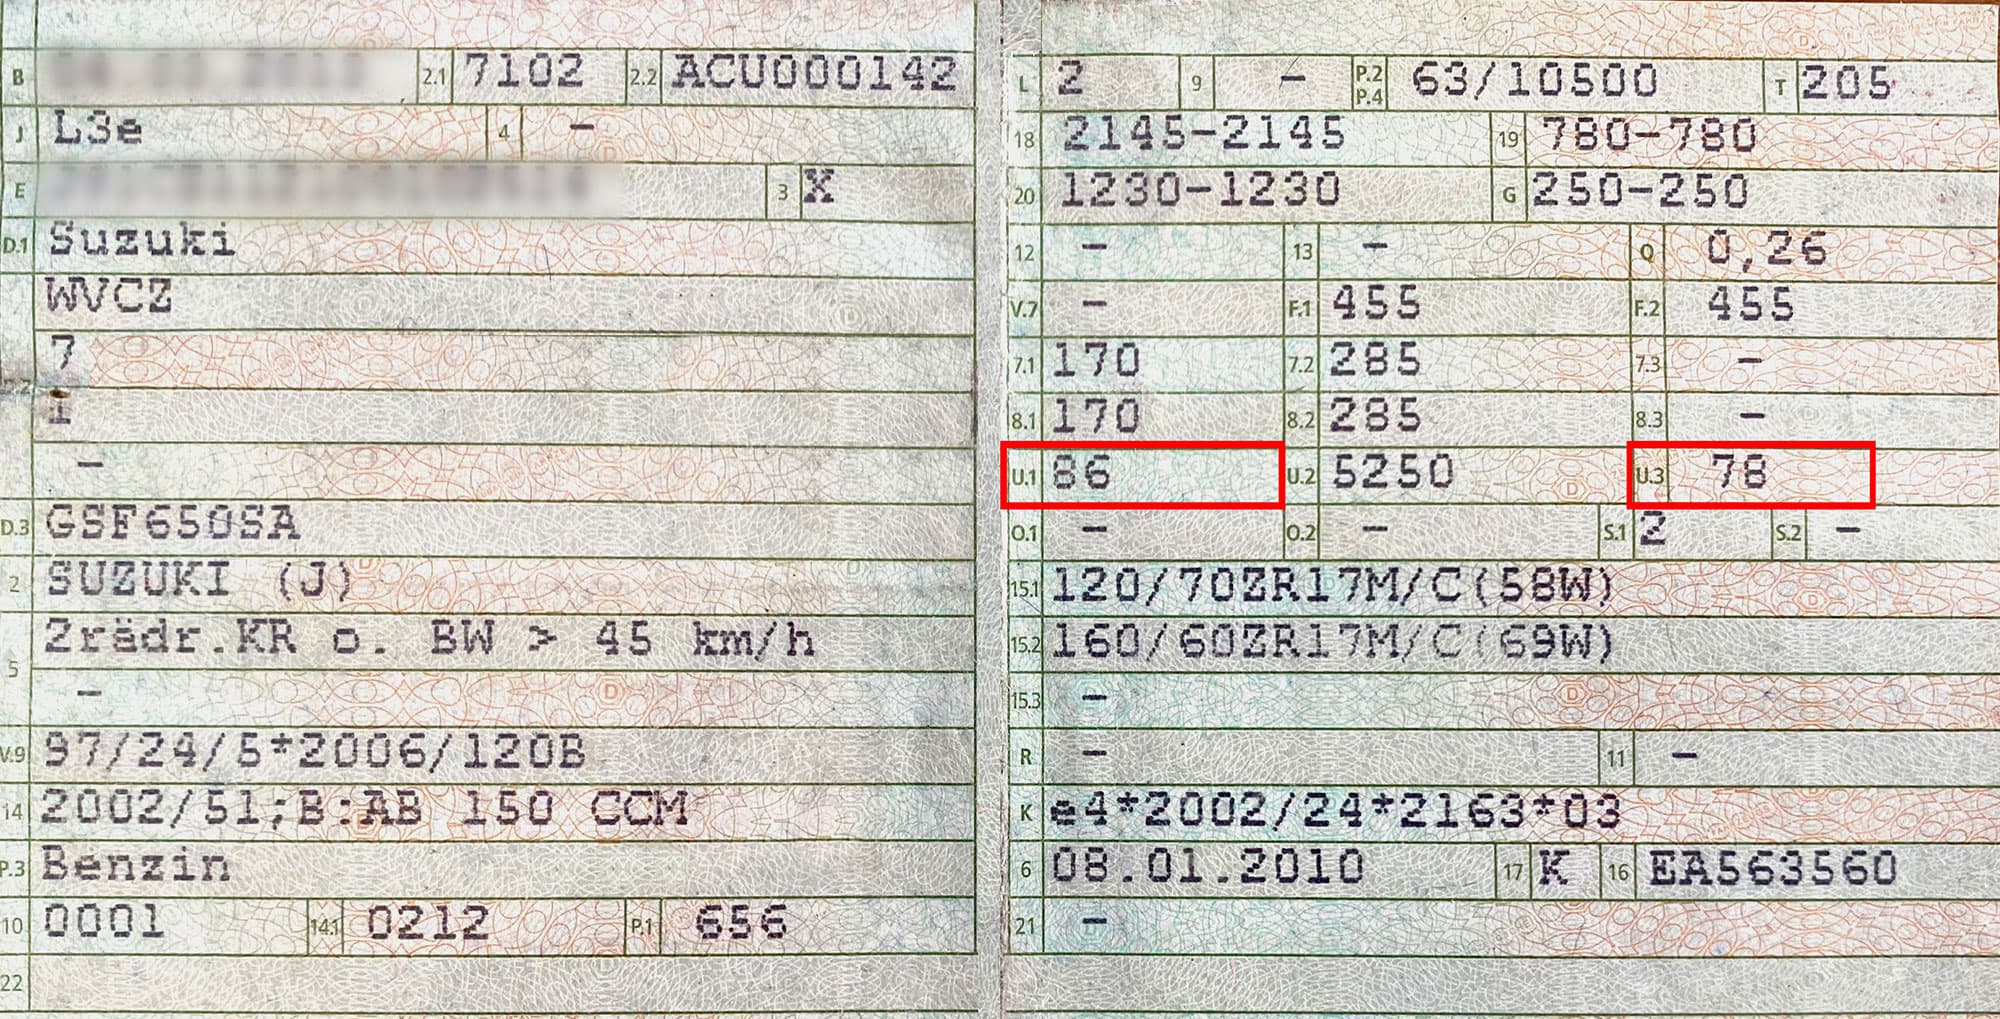 B 2.1 7102 2.2 ACU000142
J L3e 4 –
E 3 X
D.1 Suzuki
WVCZ
7
1
–
D.3 GSF650SA
2 SUZUKI (J)
2rädr.KR o. BW > 45 km/h
5 –
V.9 97/24/5*2006/120B
14 2002/51;B:AB 150 CCM
P.3 Benzin
10 0001 14.1 0212 P.1 656
22
L 2 9 – P.2 P.4 63/10500 T 205
18 2145-2145 19 780-780
20 1230-1230 G 250-250
12 – 13 – Q 0,26
V.7 – F.1 455 F.2 455
7.1 170 7.2 285 7.3 –
8.1 170 8.2 285 8.3 –
U.1 86 U.2 5250 U.3 78
O.1 – O.2 – S.1 2 S.2 –
15.1 120/70ZR17M/C(58W)
15.2 160/60ZR17M/C(69W)
15.3 –
R – 11 –
K e4*2002/24*2163*03
6 08.01.2010 17 K 16 EA563560
21 –